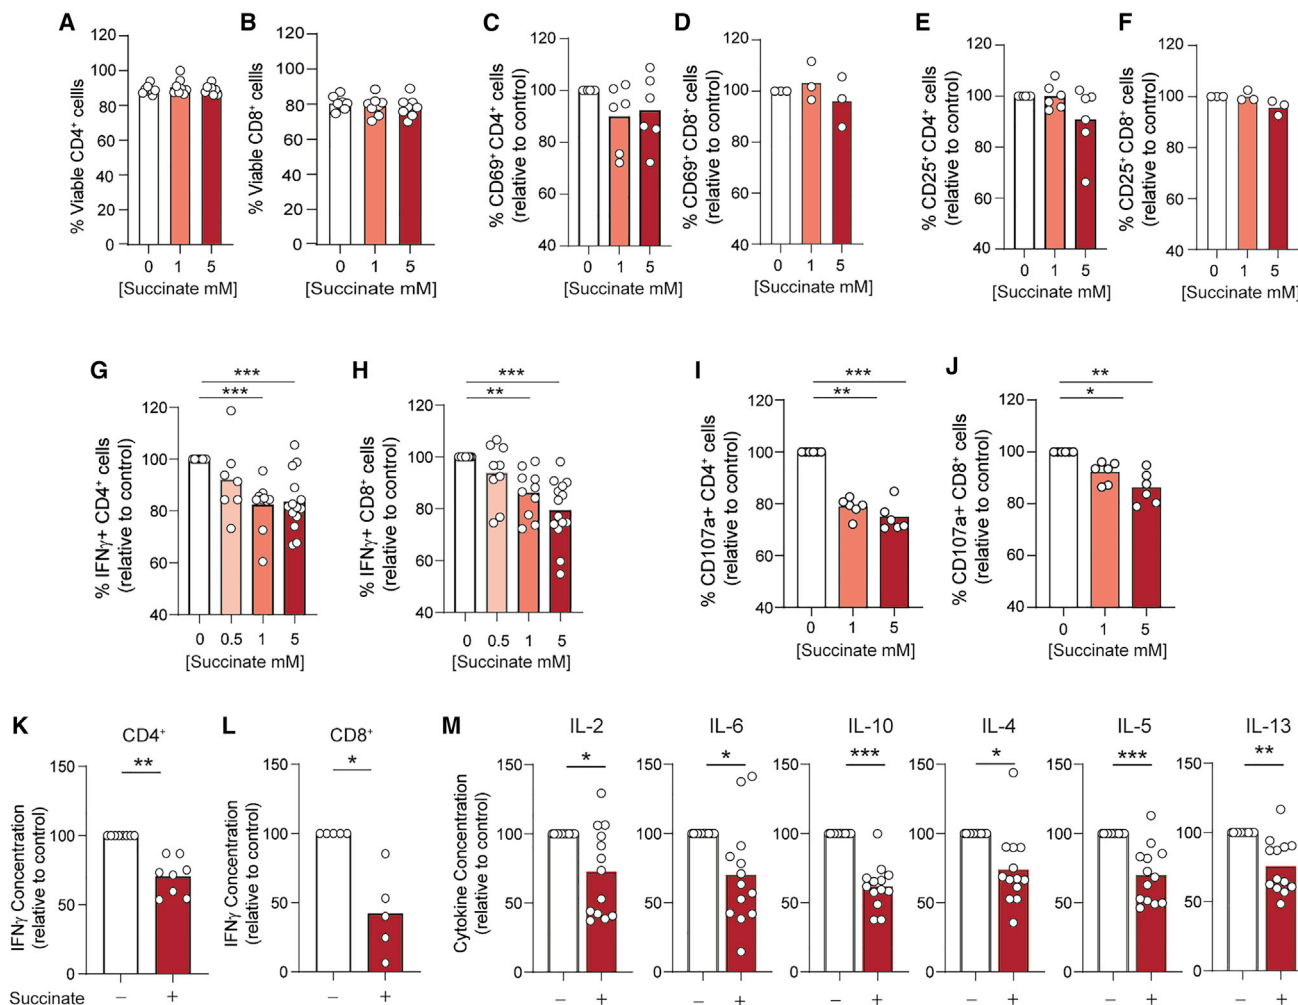 A
B
C
D
E
F
% Viable CD4⁺ cellls
120
100
80
60
40
20
0
0 1 5
[Succinate mM]
% Viable CD8⁺ cellls
120
100
80
60
40
20
0
0 1 5
[Succinate mM]
% CD69⁺ CD4⁺ cells
(relative to control)
120
100
80
60
40
0 1 5
[Succinate mM]
% CD69⁺ CD8⁺ cells
(relative to control)
120
100
80
60
40
0 1 5
[Succinate mM]
% CD25⁺ CD4⁺ cells
(relative to control)
120
100
80
60
40
0 1 5
[Succinate mM]
% CD25⁺ CD8⁺ cells
(relative to control)
120
100
80
60
40
0 1 5
[Succinate mM]
G
H
I
J
***
***
% IFNγ+ CD4⁺ cells
(relative to control)
120
100
80
60
40
0 0.5 1 5
[Succinate mM]
***
**
% IFNγ+ CD8⁺ cells
(relative to control)
120
100
80
60
40
0 0.5 1 5
[Succinate mM]
***
**
% CD107a+ CD4⁺ cells
(relative to control)
120
100
80
60
40
0 1 5
[Succinate mM]
**
*
% CD107a+ CD8⁺ cells
(relative to control)
120
100
80
60
40
0 1 5
[Succinate mM]
K
CD4⁺
**
IFNγ Concentration
(relative to control)
150
100
50
0
Succinate − +
L
CD8⁺
*
IFNγ Concentration
(relative to control)
150
100
50
0
− +
M
Cytokine Concentration
(relative to control)
IL-2
*
150
100
50
0
− +
IL-6
*
150
100
50
0
− +
IL-10
***
150
100
50
0
− +
IL-4
*
150
100
50
0
− +
IL-5
***
150
100
50
0
− +
IL-13
**
150
100
50
0
− +